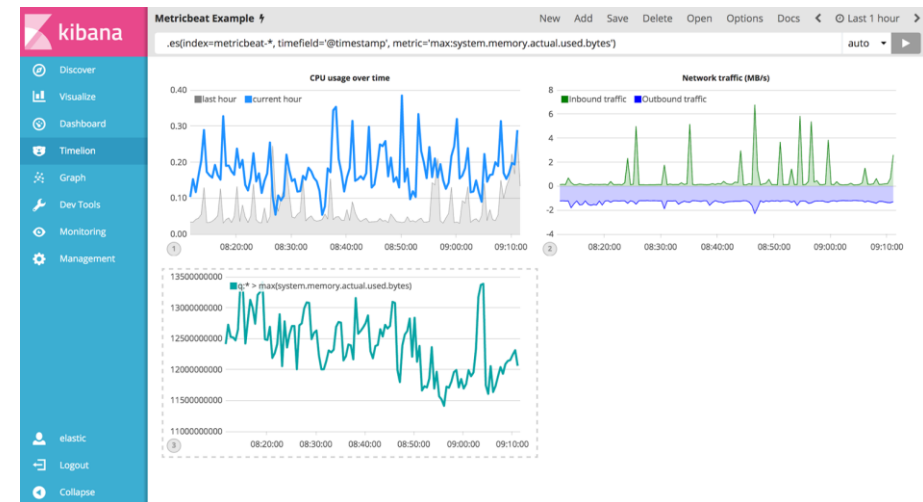 kibana
Discover
Visualize
Dashboard
Timelion
Graph
Dev Tools
Monitoring
Management
elastic
Logout
Collapse
Metricbeat Example
New Add Save Delete Open Options Docs Last 1 hour
.es(index=metricbeat-*, timefield='@timestamp', metric='max:system.memory.actual.used.bytes')
auto
CPU usage over time
last hour current hour
0.40
0.30
0.20
0.10
0.00
08:20:00 08:30:00 08:40:00 08:50:00 09:00:00 09:10:00
1
Network traffic (MB/s)
Inbound traffic Outbound traffic
8
6
4
2
0
-2
-4
08:20:00 08:30:00 08:40:00 08:50:00 09:00:00 09:10:00
2
q:* > max(system.memory.actual.used.bytes)
13500000000
13000000000
12500000000
12000000000
11500000000
11000000000
08:20:00 08:30:00 08:40:00 08:50:00 09:00:00 09:10:00
3